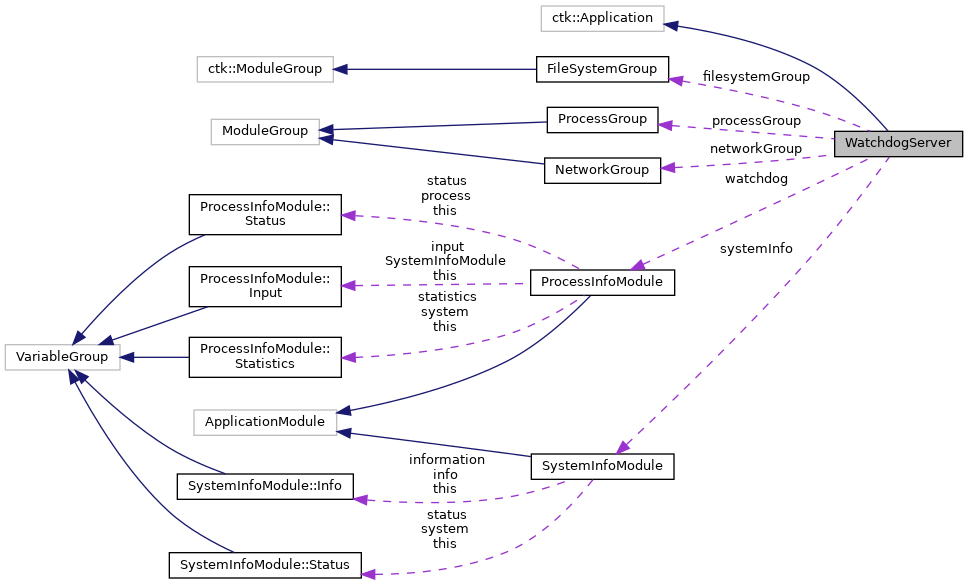 ctk::Application
ctk::ModuleGroup
FileSystemGroup
filesystemGroup
ModuleGroup
ProcessGroup
processGroup
WatchdogServer
networkGroup
NetworkGroup
watchdog
status
process
this
ProcessInfoModule::
Status
systemInfo
input
SystemInfoModule
this
ProcessInfoModule::
Input
ProcessInfoModule
statistics
system
this
ProcessInfoModule::
Statistics
VariableGroup
ApplicationModule
information
info
this
SystemInfoModule
SystemInfoModule::Info
status
system
this
SystemInfoModule::Status